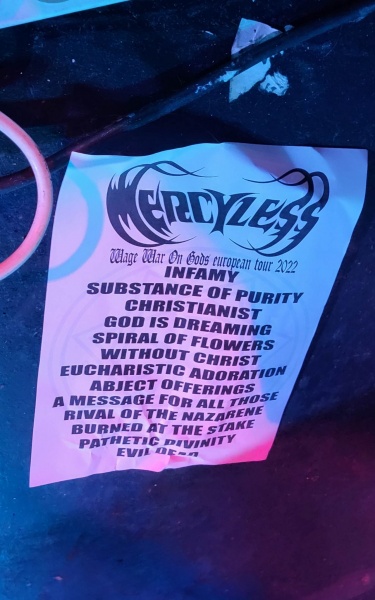 MERCYLESS
Wage War On Gods european tour 2022
INFAMY
SUBSTANCE OF PURITY
CHRISTIANIST
GOD IS DREAMING
SPIRAL OF FLOWERS
WITHOUT CHRIST
EUCHARISTIC ADORATION
ABJECT OFFERINGS
A MESSAGE FOR ALL THOSE
RIVAL OF THE NAZARENE
BURNED AT THE STAKE
PATHETIC DIVINITY
EVIL DEAD